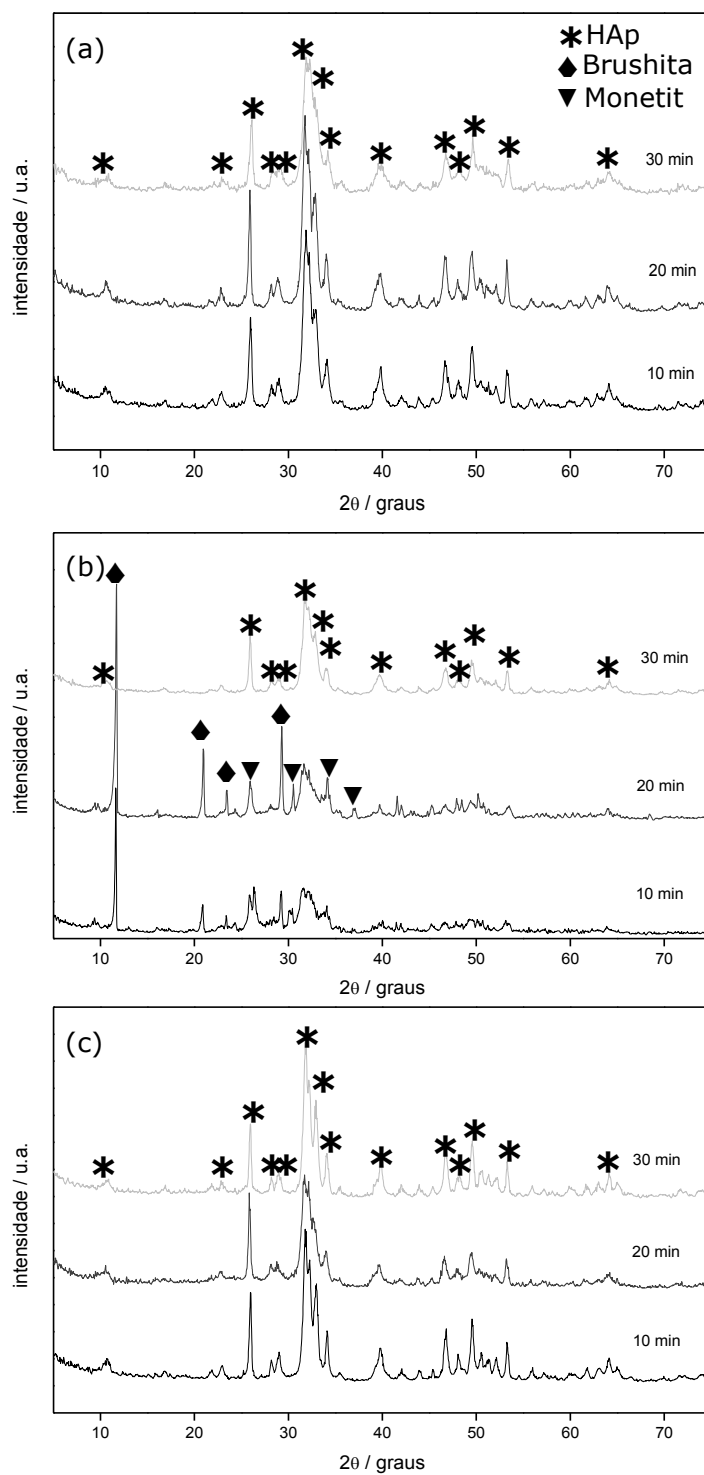 (a)
HAp
Brushita
Monetit
30 min
20 min
10 min
intensidade / u.a.
10 20 30 40 50 60 70
2θ / graus
(b)
30 min
20 min
10 min
intensidade / u.a.
10 20 30 40 50 60 70
2θ / graus
(c)
30 min
20 min
10 min
intensidade / u.a.
10 20 30 40 50 60 70
2θ / graus